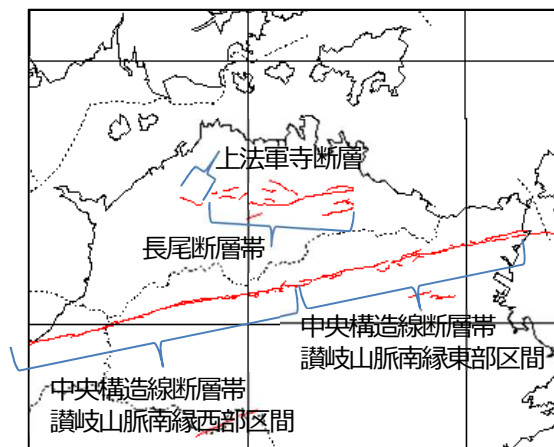 上法軍寺断層
長尾断層帯
中央構造線断層帯
讃岐山脈南縁東部区間
中央構造線断層帯
讃岐山脈南縁西部区間